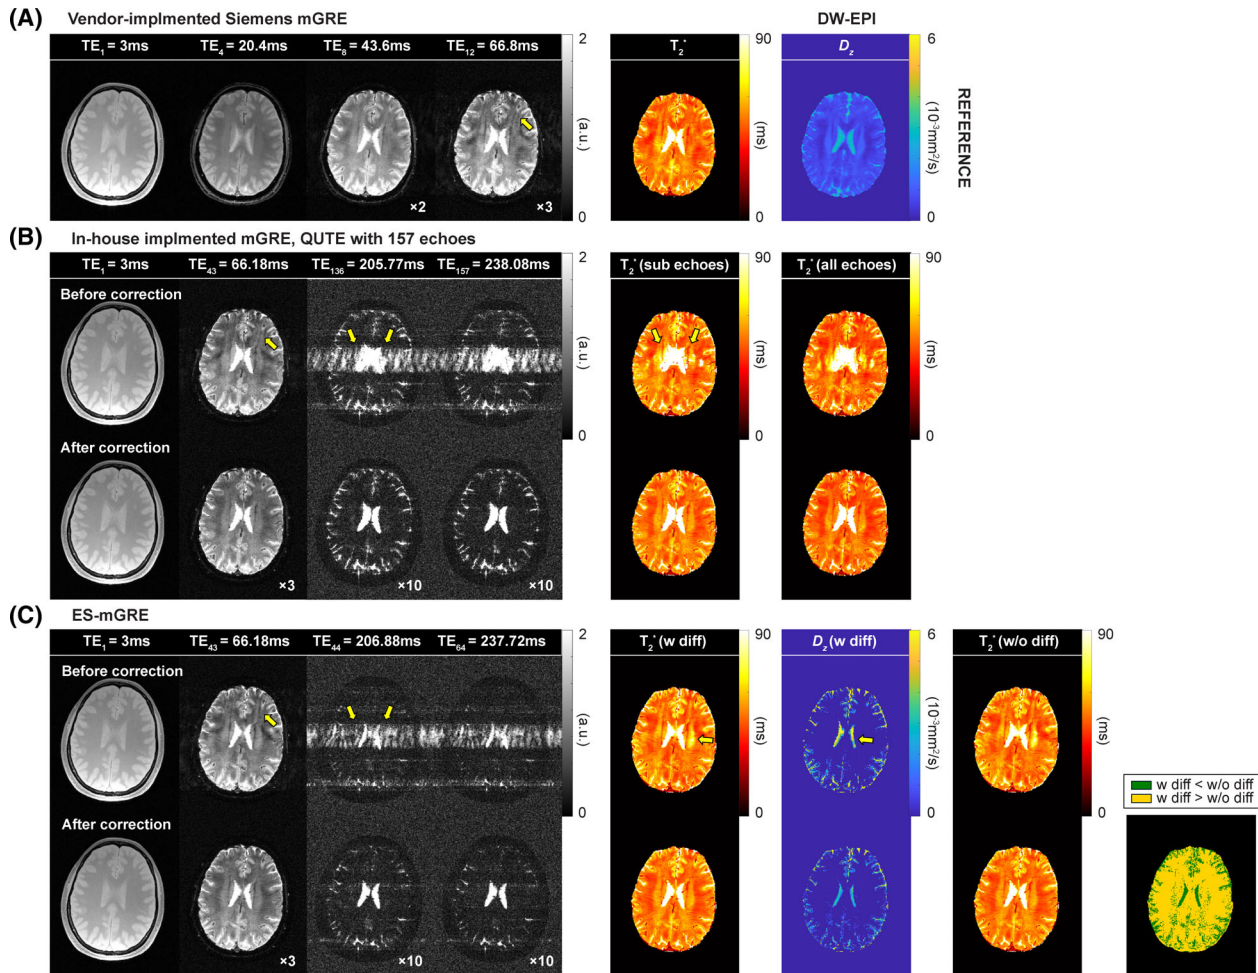 (A) Vendor-implmented Siemens mGRE DW-EPI
TE1 = 3ms TE4 = 20.4ms TE8 = 43.6ms TE12 = 66.8ms 2 T2* 90 Dz 6
(a.u.) (ms) (10-3mm2/s) REFERENCE
×2 ×3 0 0 0
(B) In-house implmented mGRE, QUTE with 157 echoes
TE1 = 3ms TE43 = 66.18ms TE136 = 205.77ms TE157 = 238.08ms 2 T2* (sub echoes) 90 T2* (all echoes) 90
Before correction
(a.u.) (ms) (ms)
0 0 0
After correction
×3 ×10 ×10
(C) ES-mGRE
TE1 = 3ms TE43 = 66.18ms TE44 = 206.88ms TE64 = 237.72ms 2 T2* (w diff) 90 Dz (w diff) 6 T2* (w/o diff) 90
Before correction
(a.u.) (ms) (10-3mm2/s) (ms)
w diff < w/o diff
w diff > w/o diff
0 0 0 0
After correction
×3 ×10 ×10